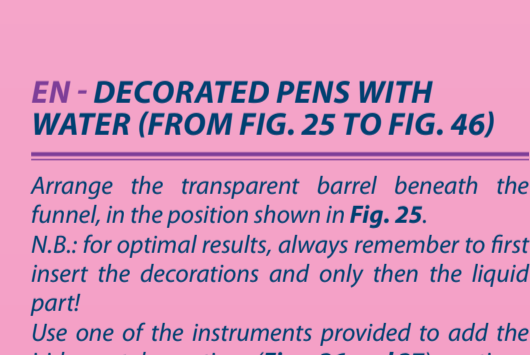 EN - DECORATED PENS WITH
WATER (FROM FIG. 25 TO FIG. 46)
Arrange the transparent barrel beneath the
funnel, in the position shown in Fig. 25.
N.B.: for optimal results, always remember to first
insert the decorations and only then the liquid
part!
Use one of the instruments provided to add the